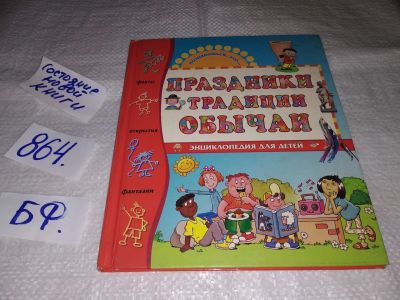 Состояние
новой
книги
864.
БФ.
факты
открытия
фантазии
ПРАЗДНИКИ
ТРАДИЦИИ
ОБЫЧАИ
ЭНЦИКЛОПЕДИЯ ДЛЯ ДЕТЕЙ